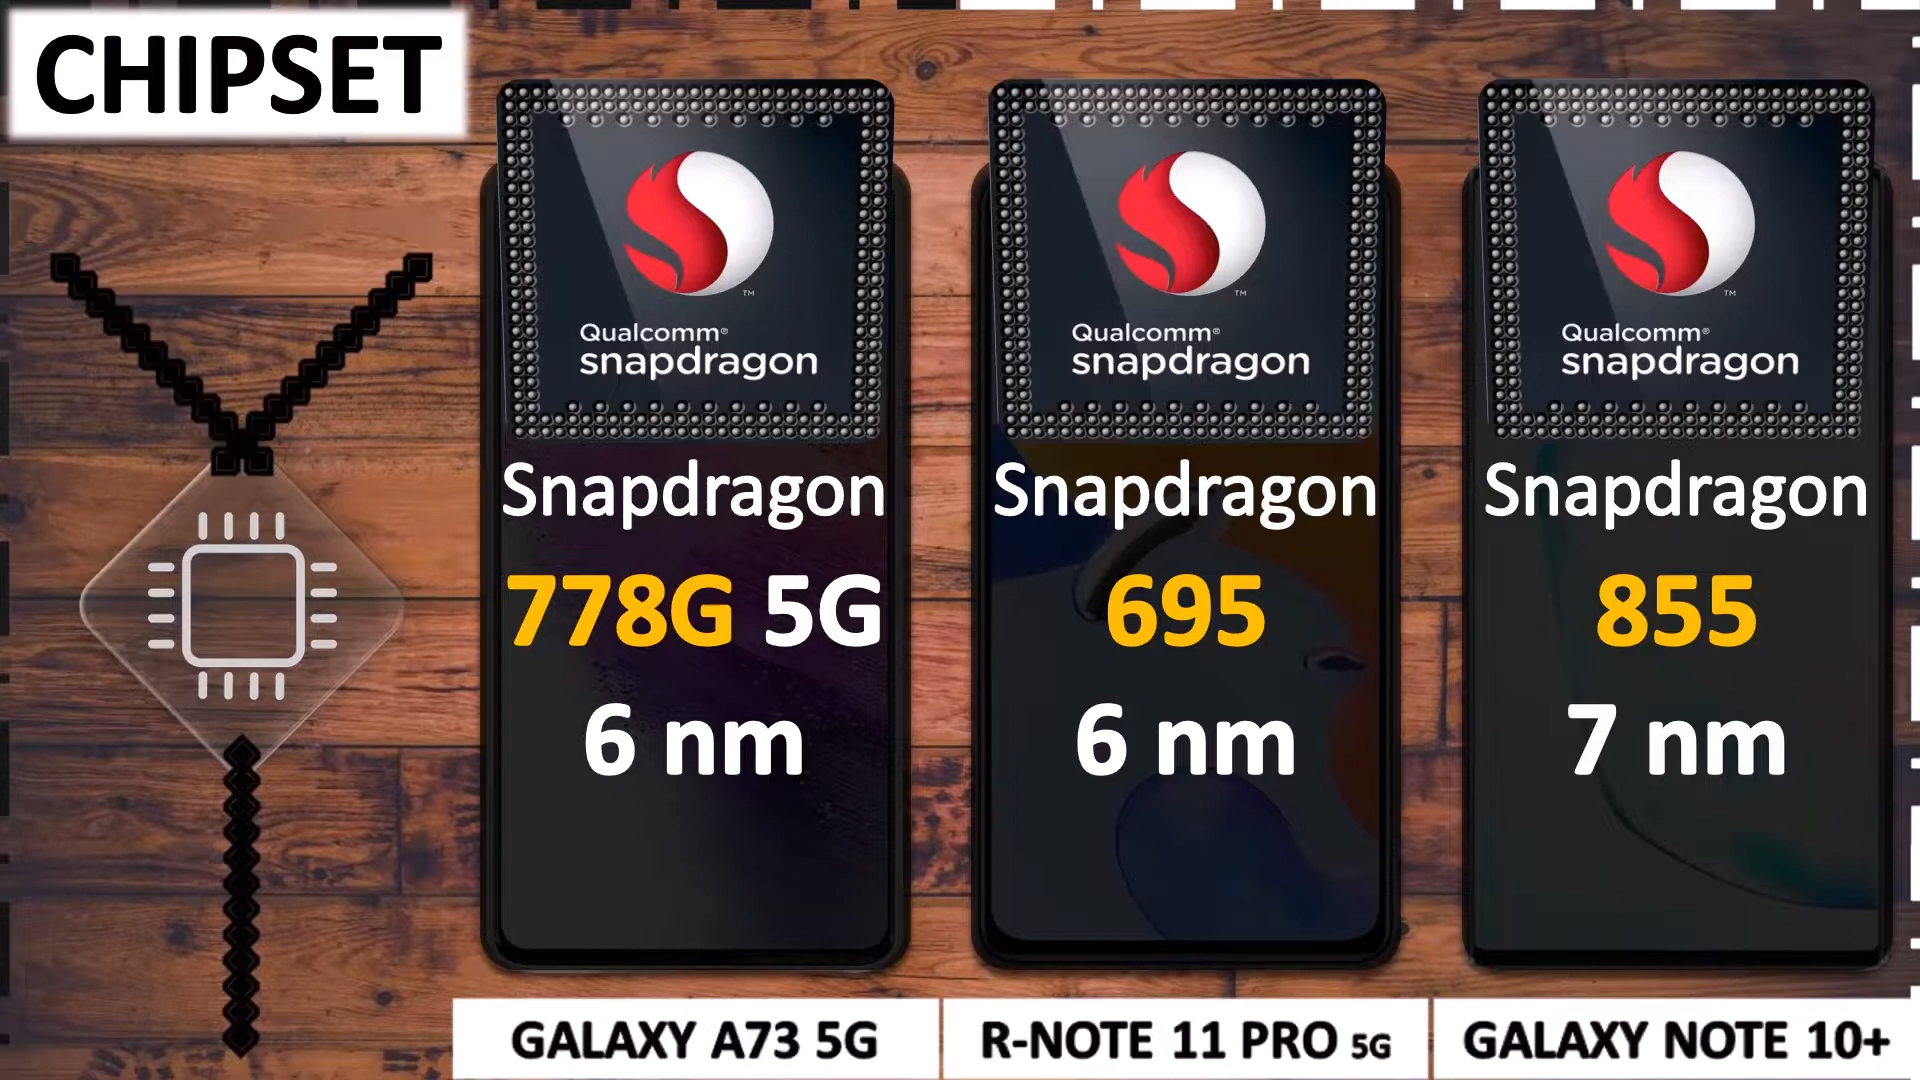 CHIPSET
Qualcomm®
snapdragon
Snapdragon
778G 5G
6 nm
GALAXY A73 5G
Qualcomm®
snapdragon
Snapdragon
695
6 nm
R-NOTE 11 PRO 5G
Qualcomm®
snapdragon
Snapdragon
855
7 nm
GALAXY NOTE 10+